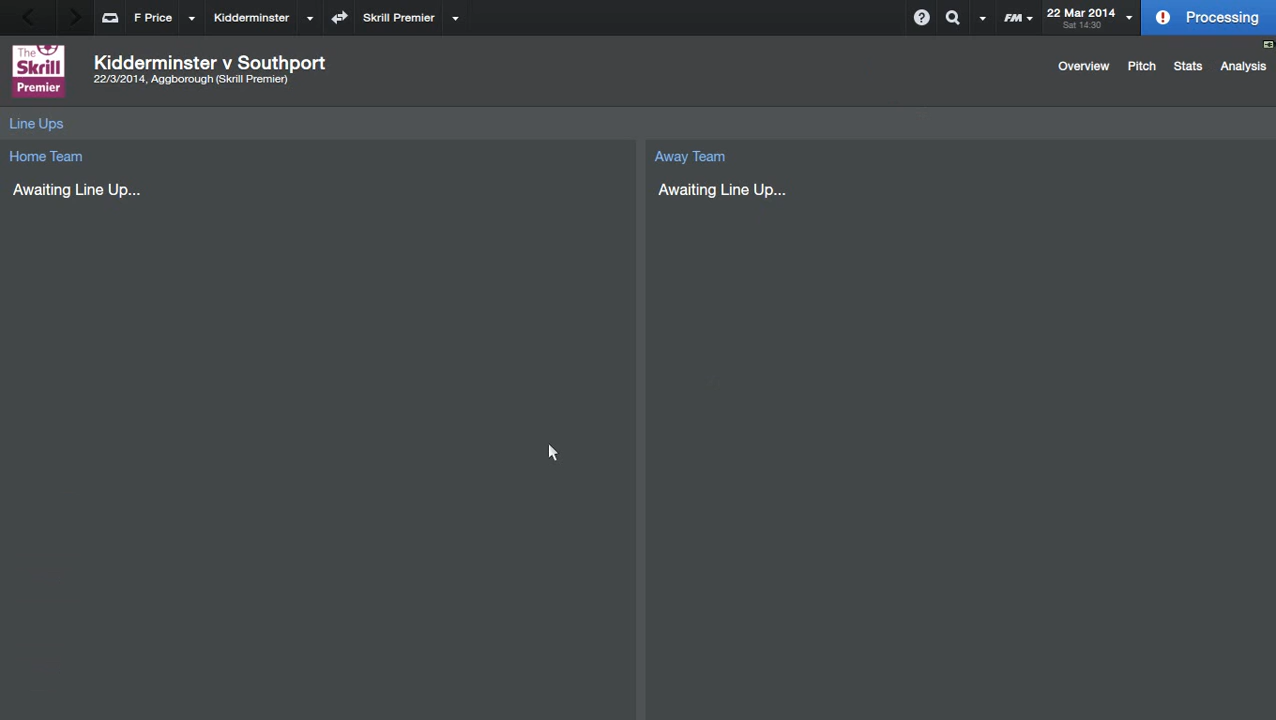 F Price
Kidderminster
Skrill Premier
FM
22 Mar 2014
Sat 14:30
Processing
The
Skrill
Premier
Kidderminster v Southport
22/3/2014, Aggborough (Skrill Premier)
Overview
Pitch
Stats
Analysis
Line Ups
Home Team
Away Team
Awaiting Line Up...
Awaiting Line Up...